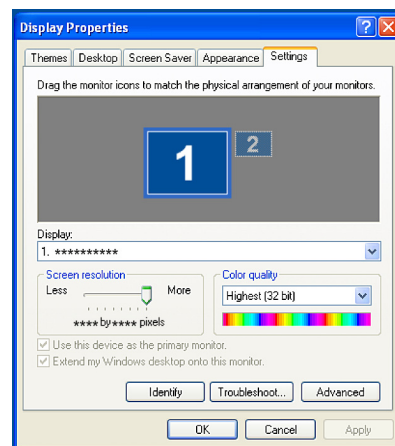 Display Properties
Themes Desktop Screen Saver Appearance Settings
Drag the monitor icons to match the physical arrangement of your monitors.
1 2
Display:
1. **********
Screen resolution
Less More
**** by **** pixels
Color quality
Highest (32 bit)
Use this device as the primary monitor.
Extend my Windows desktop onto this monitor.
Identify Troubleshoot... Advanced
OK Cancel Apply